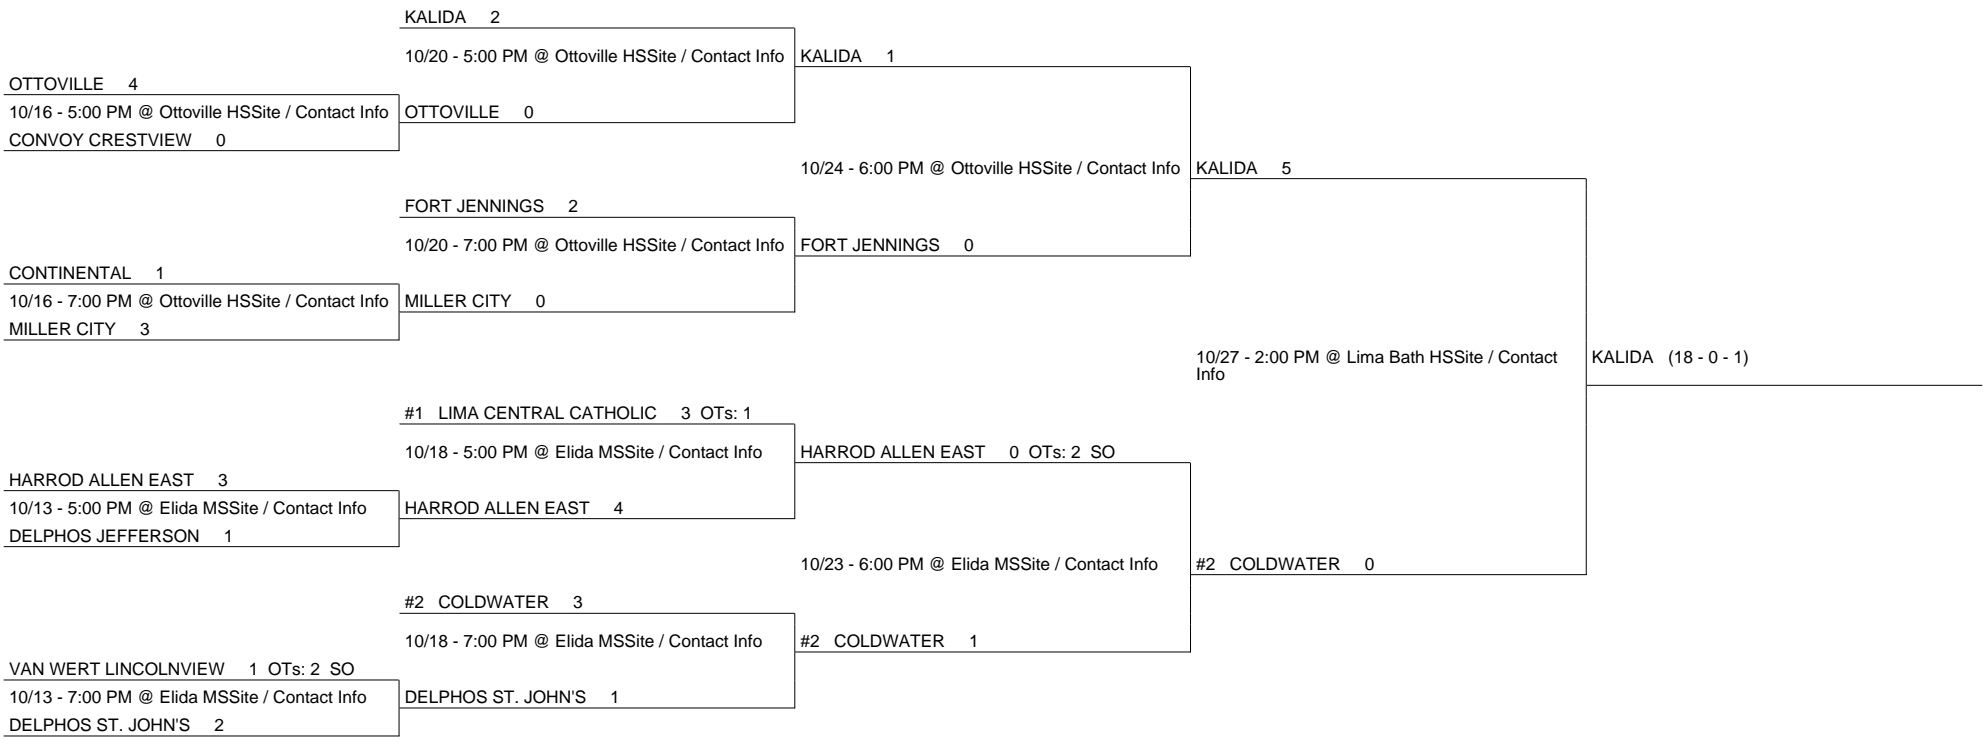 KALIDA 2
10/20 - 5:00 PM @ Ottoville HSSite / Contact Info
KALIDA 1
OTTOVILLE 4
10/16 - 5:00 PM @ Ottoville HSSite / Contact Info
OTTOVILLE 0
CONVOY CRESTVIEW 0
10/24 - 6:00 PM @ Ottoville HSSite / Contact Info
KALIDA 5
FORT JENNINGS 2
10/20 - 7:00 PM @ Ottoville HSSite / Contact Info
FORT JENNINGS 0
CONTINENTAL 1
10/16 - 7:00 PM @ Ottoville HSSite / Contact Info
MILLER CITY 0
MILLER CITY 3
10/27 - 2:00 PM @ Lima Bath HSSite / Contact
Info
KALIDA (18 - 0 - 1)
#1 LIMA CENTRAL CATHOLIC 3 OTs: 1
10/18 - 5:00 PM @ Elida MSSite / Contact Info
HARROD ALLEN EAST 0 OTs: 2 SO
HARROD ALLEN EAST 3
10/13 - 5:00 PM @ Elida MSSite / Contact Info
HARROD ALLEN EAST 4
DELPHOS JEFFERSON 1
10/23 - 6:00 PM @ Elida MSSite / Contact Info
#2 COLDWATER 0
#2 COLDWATER 3
10/18 - 7:00 PM @ Elida MSSite / Contact Info
#2 COLDWATER 1
VAN WERT LINCOLNVIEW 1 OTs: 2 SO
10/13 - 7:00 PM @ Elida MSSite / Contact Info
DELPHOS ST. JOHN'S 1
DELPHOS ST. JOHN'S 2